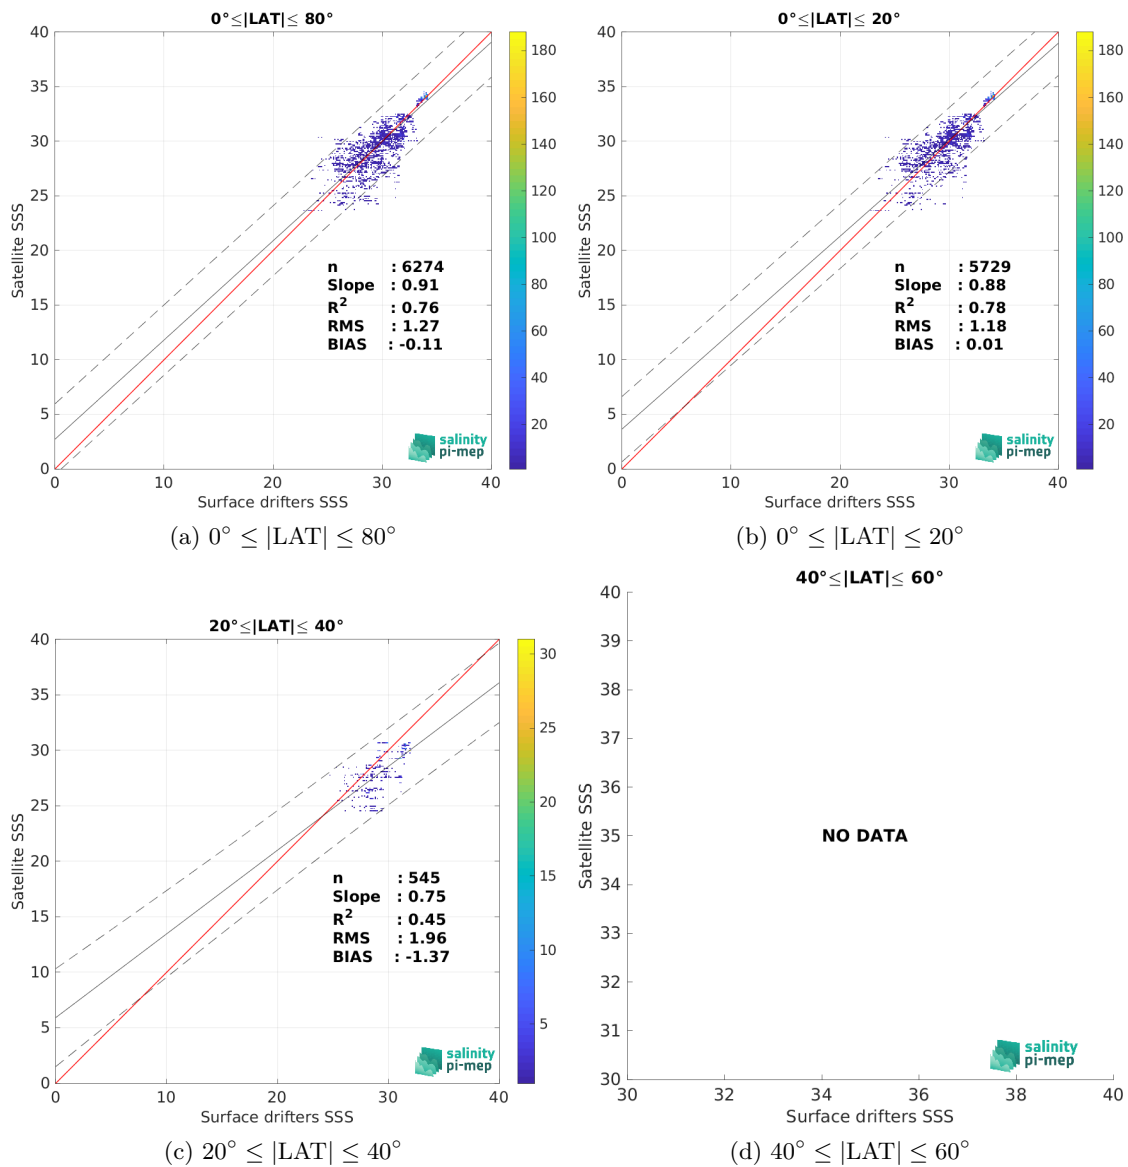 0°≤|LAT|≤ 80°
40
35
30
25
20
15
10
5
0
Satellite SSS
n : 6274
Slope : 0.91
R² : 0.76
RMS : 1.27
BIAS : -0.11
salinity
pi-mep
0 10 20 30 40
Surface drifters SSS
180
160
140
120
100
80
60
40
20
(a) 0° ≤ |LAT| ≤ 80°
0°≤|LAT|≤ 20°
40
35
30
25
20
15
10
5
0
Satellite SSS
n : 5729
Slope : 0.88
R² : 0.78
RMS : 1.18
BIAS : 0.01
salinity
pi-mep
0 10 20 30 40
Surface drifters SSS
180
160
140
120
100
80
60
40
20
(b) 0° ≤ |LAT| ≤ 20°
20°≤|LAT|≤ 40°
40
35
30
25
20
15
10
5
0
Satellite SSS
n : 545
Slope : 0.75
R² : 0.45
RMS : 1.96
BIAS : -1.37
salinity
pi-mep
0 10 20 30 40
Surface drifters SSS
30
25
20
15
10
5
(c) 20° ≤ |LAT| ≤ 40°
40°≤|LAT|≤ 60°
40
39
38
37
36
35
34
33
32
31
30
Satellite SSS
NO DATA
salinity
pi-mep
30 32 34 36 38 40
Surface drifters SSS
(d) 40° ≤ |LAT| ≤ 60°